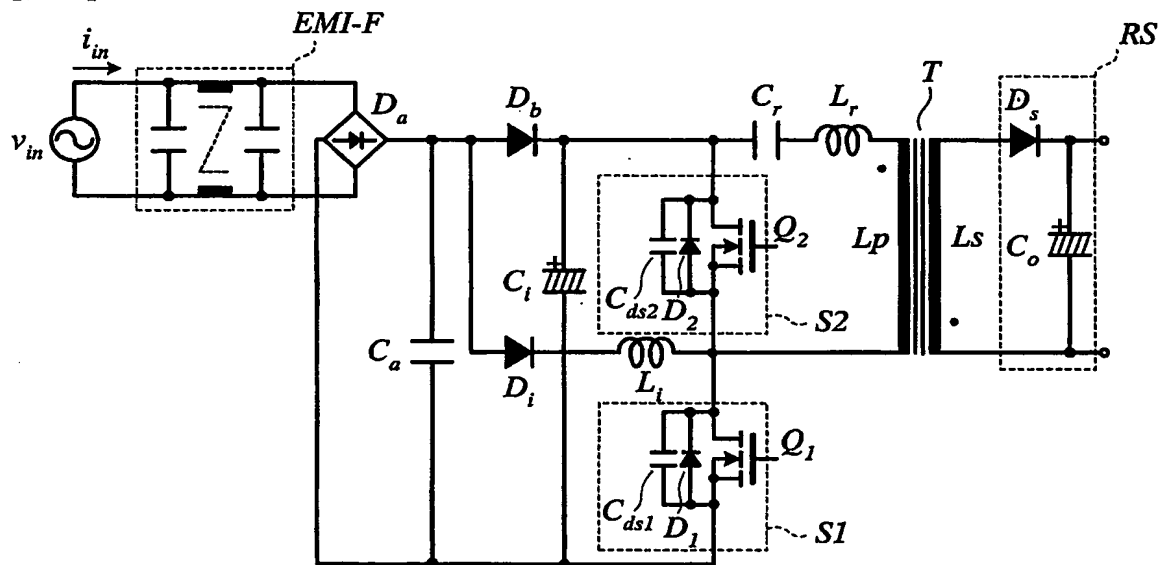 EMI-F
RS
i_in
T
D_a
D_b
C_r
L_r
D_s
v_in
Q_2
Lp
Ls
C_i
C_o
C_ds2
D_2
S2
C_a
D_i
L_i
Q_1
C_ds1
D_1
S1